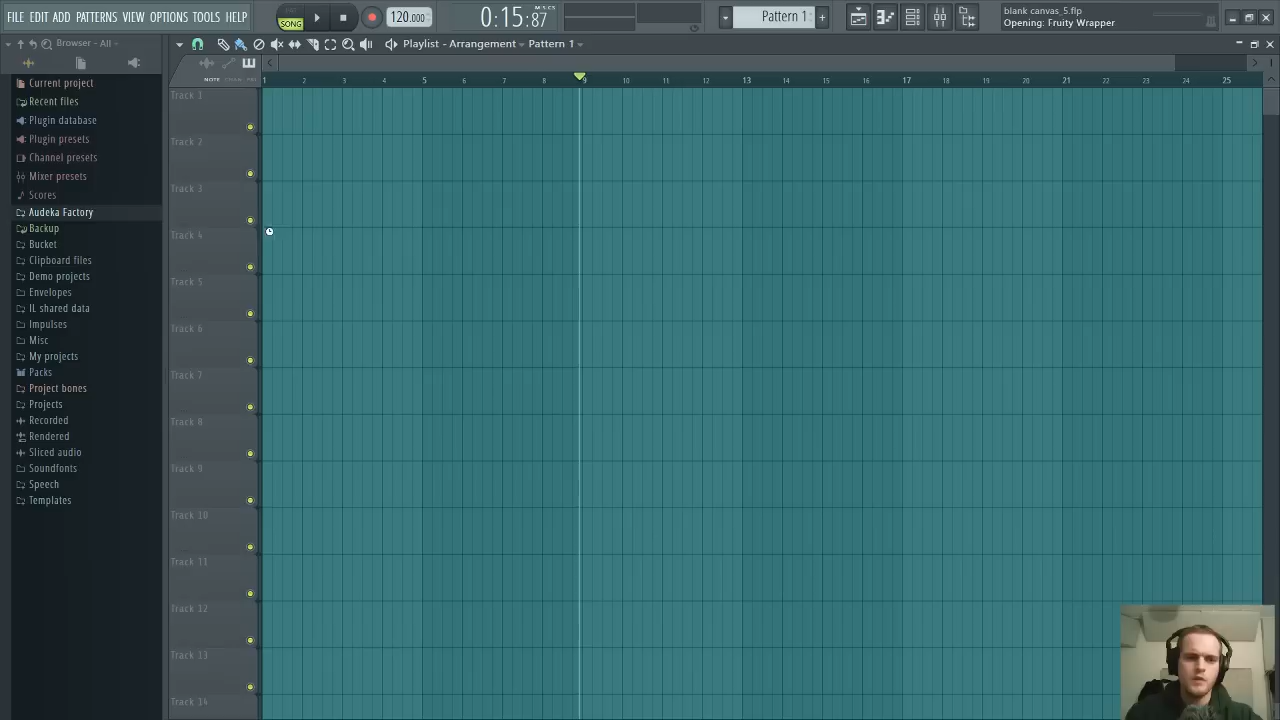 FILE EDIT ADD PATTERNS VIEW OPTIONS TOOLS HELP
SONG
120.000
0:15:87
M:S:CS
Pattern 1
+
blank canvas_5.flp
Opening: Fruity Wrapper
Browser - All
Playlist - Arrangement Pattern 1
NOTE
1 2 3 4 5 6 7 8 9 10 11 12 13 14 15 16 17 18 19 20 21 22 23 24 25
Current project
Recent files
Plugin database
Plugin presets
Channel presets
Mixer presets
Scores
Audeka Factory
Backup
Bucket
Clipboard files
Demo projects
Envelopes
IL shared data
Impulses
Misc
My projects
Packs
Project bones
Projects
Recorded
Rendered
Sliced audio
Soundfonts
Speech
Templates
Track 1
Track 2
Track 3
Track 4
Track 5
Track 6
Track 7
Track 8
Track 9
Track 10
Track 11
Track 12
Track 13
Track 14